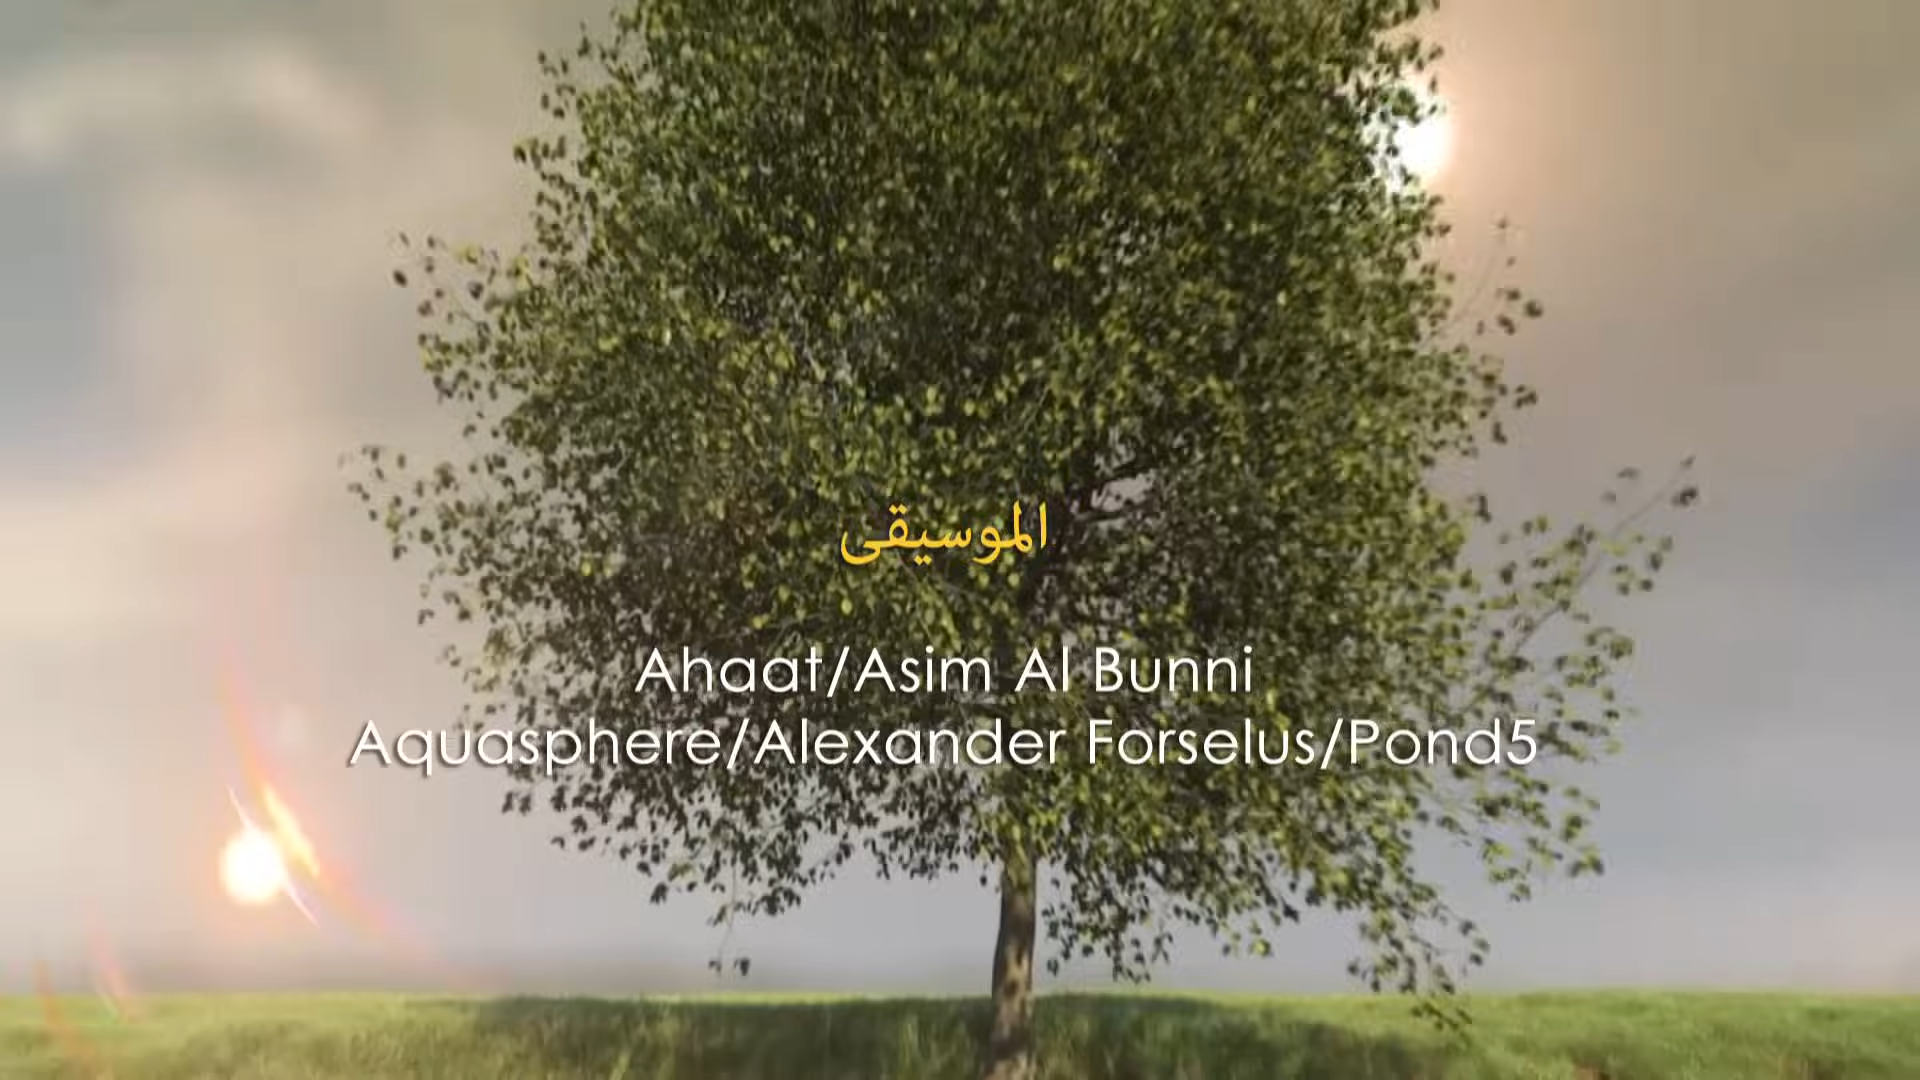 الموسيقى
Ahaat/Asim Al Bunni
Aquasphere/Alexander Forselus/Pond5